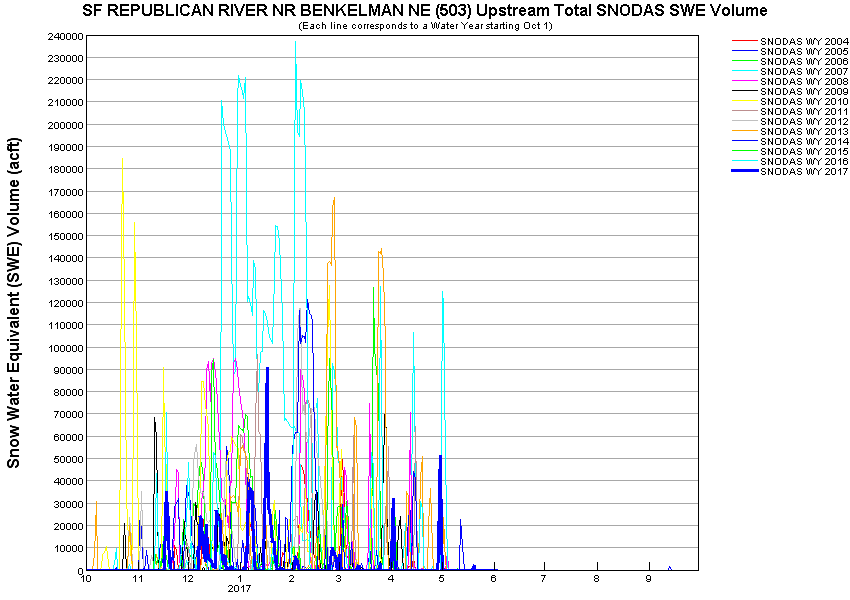 SF REPUBLICAN RIVER NR BENKELMAN NE (503) Upstream Total SNODAS SWE Volume
(Each line corresponds to a Water Year starting Oct 1)
Snow Water Equivalent (SWE) Volume (acft)
240000
230000
220000
210000
200000
190000
180000
170000
160000
150000
140000
130000
120000
110000
100000
90000
80000
70000
60000
50000
40000
30000
20000
10000
0
10 11 12 1 2 3 4 5 6 7 8 9
2017
SNODAS WY 2004
SNODAS WY 2005
SNODAS WY 2006
SNODAS WY 2007
SNODAS WY 2008
SNODAS WY 2009
SNODAS WY 2010
SNODAS WY 2011
SNODAS WY 2012
SNODAS WY 2013
SNODAS WY 2014
SNODAS WY 2015
SNODAS WY 2016
SNODAS WY 2017